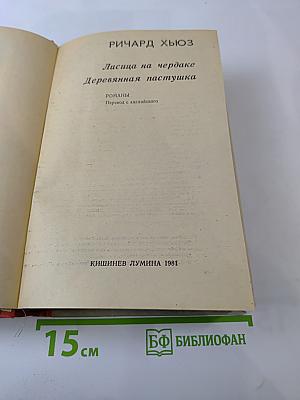 РИЧАРД ХЬЮЗ
Ласица на чердаке
Деревянная пастушка
РОМАНЫ
Перевод с английского
КИШИНЕВ ЛУМИНА 1981
15 см
БФ БИБЛИОФАН